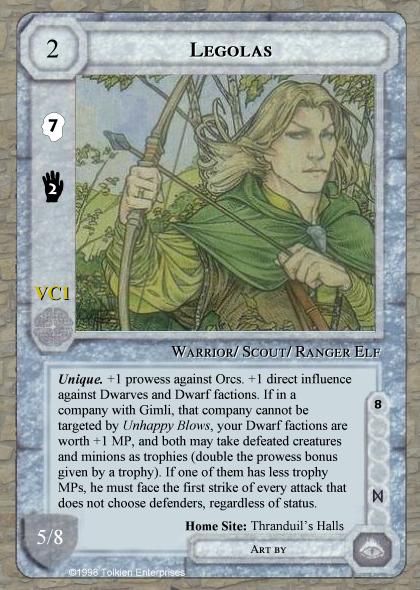 2
LEGOLAS
7
2
VC1
WARRIOR/ SCOUT/ RANGER ELF
Unique. +1 prowess against Orcs. +1 direct influence
against Dwarves and Dwarf factions. If in a
company with Gimli, that company cannot be
targeted by Unhappy Blows, your Dwarf factions are
worth +1 MP, and both may take defeated creatures
and minions as trophies (double the prowess bonus
given by a trophy). If one of them has less trophy
MPs, he must face the first strike of every attack that
does not choose defenders, regardless of status.
8
Home Site: Thranduil's Halls
5/8
ART BY
©1998 Tolkien Enterprises